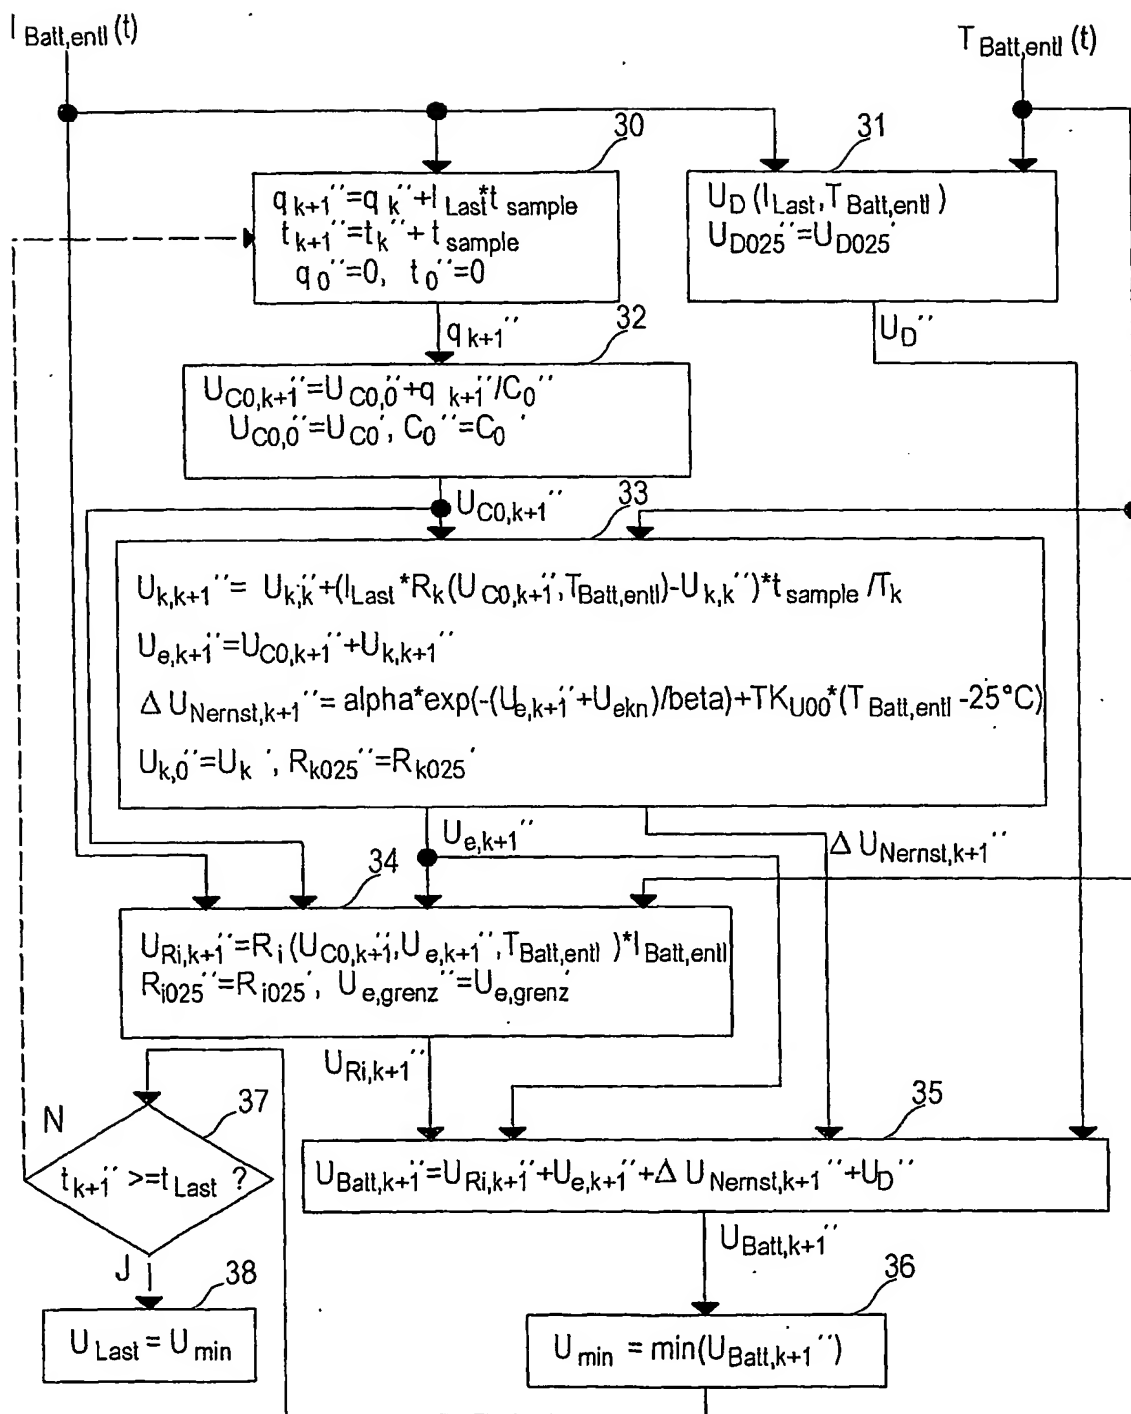 I Batt,entl (t)
T Batt,entl (t)
30
q k+1''=q k''+I Last*t sample
t k+1''=t k''+t sample
q 0''=0, t 0''=0
31
U D (I Last,T Batt,entl)
U D025''=U D025'
q k+1''
32
U D''
U C0,k+1''=U C0,0''+q k+1''/C 0''
U C0,0''=U C0', C 0''=C 0'
U C0,k+1''
33
U k,k+1''= U k,k''+(I Last*R k(U C0,k+1'',T Batt,entl)-U k,k'')*t sample/T k
U e,k+1''=U C0,k+1''+U k,k+1''
Δ U Nernst,k+1''= alpha*exp(-(U e,k+1''+U ekn)/beta)+TK U00*(T Batt,entl -25°C)
U k,0''=U k ', R k025''=R k025'
U e,k+1''
Δ U Nernst,k+1''
34
U Ri,k+1''=R i (U C0,k+1'',U e,k+1'',T Batt,entl )*I Batt,entl
R i025''=R i025', U e,grenz''=U e,grenz'
U Ri,k+1''
35
U Batt,k+1''=U Ri,k+1''+U e,k+1''+Δ U Nernst,k+1''+U D''
N
37
t k+1'' >=t Last ?
U Batt,k+1''
J
38
U Last = U min
36
U min = min(U Batt,k+1'')